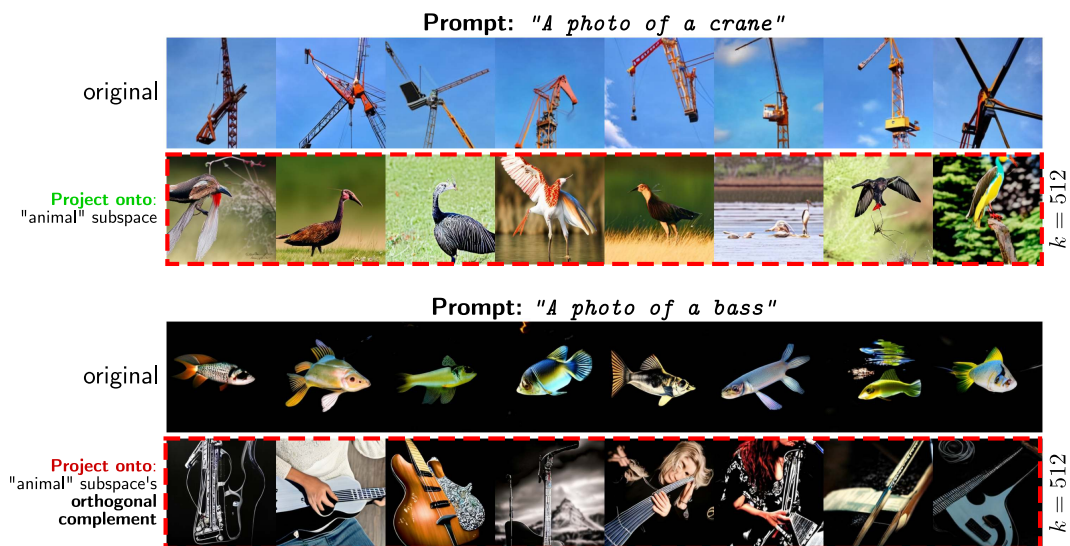 Prompt: "A photo of a crane"
original
Project onto:
"animal" subspace
k = 512
Prompt: "A photo of a bass"
original
Project onto:
"animal" subspace's
orthogonal
complement
k = 512